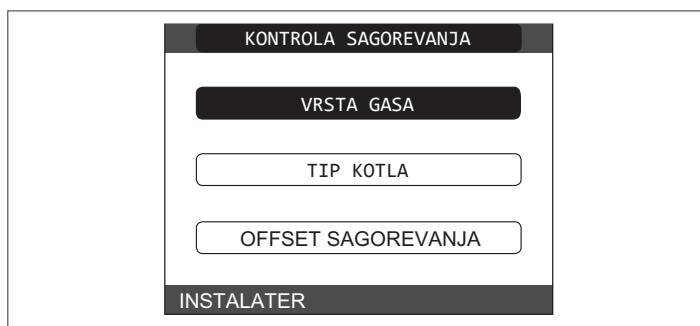 KONTROLA SAGOREVANJA
VRSTA GASA
TIP KOTLA
OFFSET SAGOREVANJA
INSTALATER